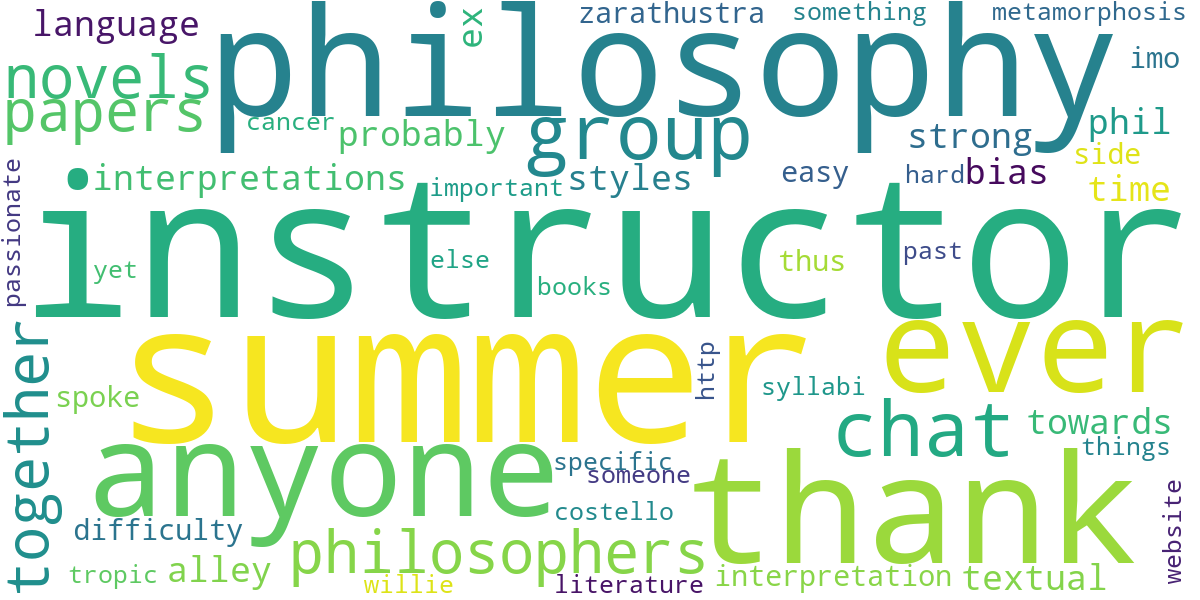 language
philosophy
ex
zarathustra
something
metamorphosis
novels
imo
papers
cancer
probably
group
strong
phil
side
passionate
interpretations
important
styles
easy
hard
bias
time
instructor
yet
else
books
thus
past
together
summer
http
ever
spoke
syllabi
chat
towards
things
anyone
specific
someone
thank
website
difficulty
costello
philosophers
tropic
alley
willie
literature
interpretation
textual